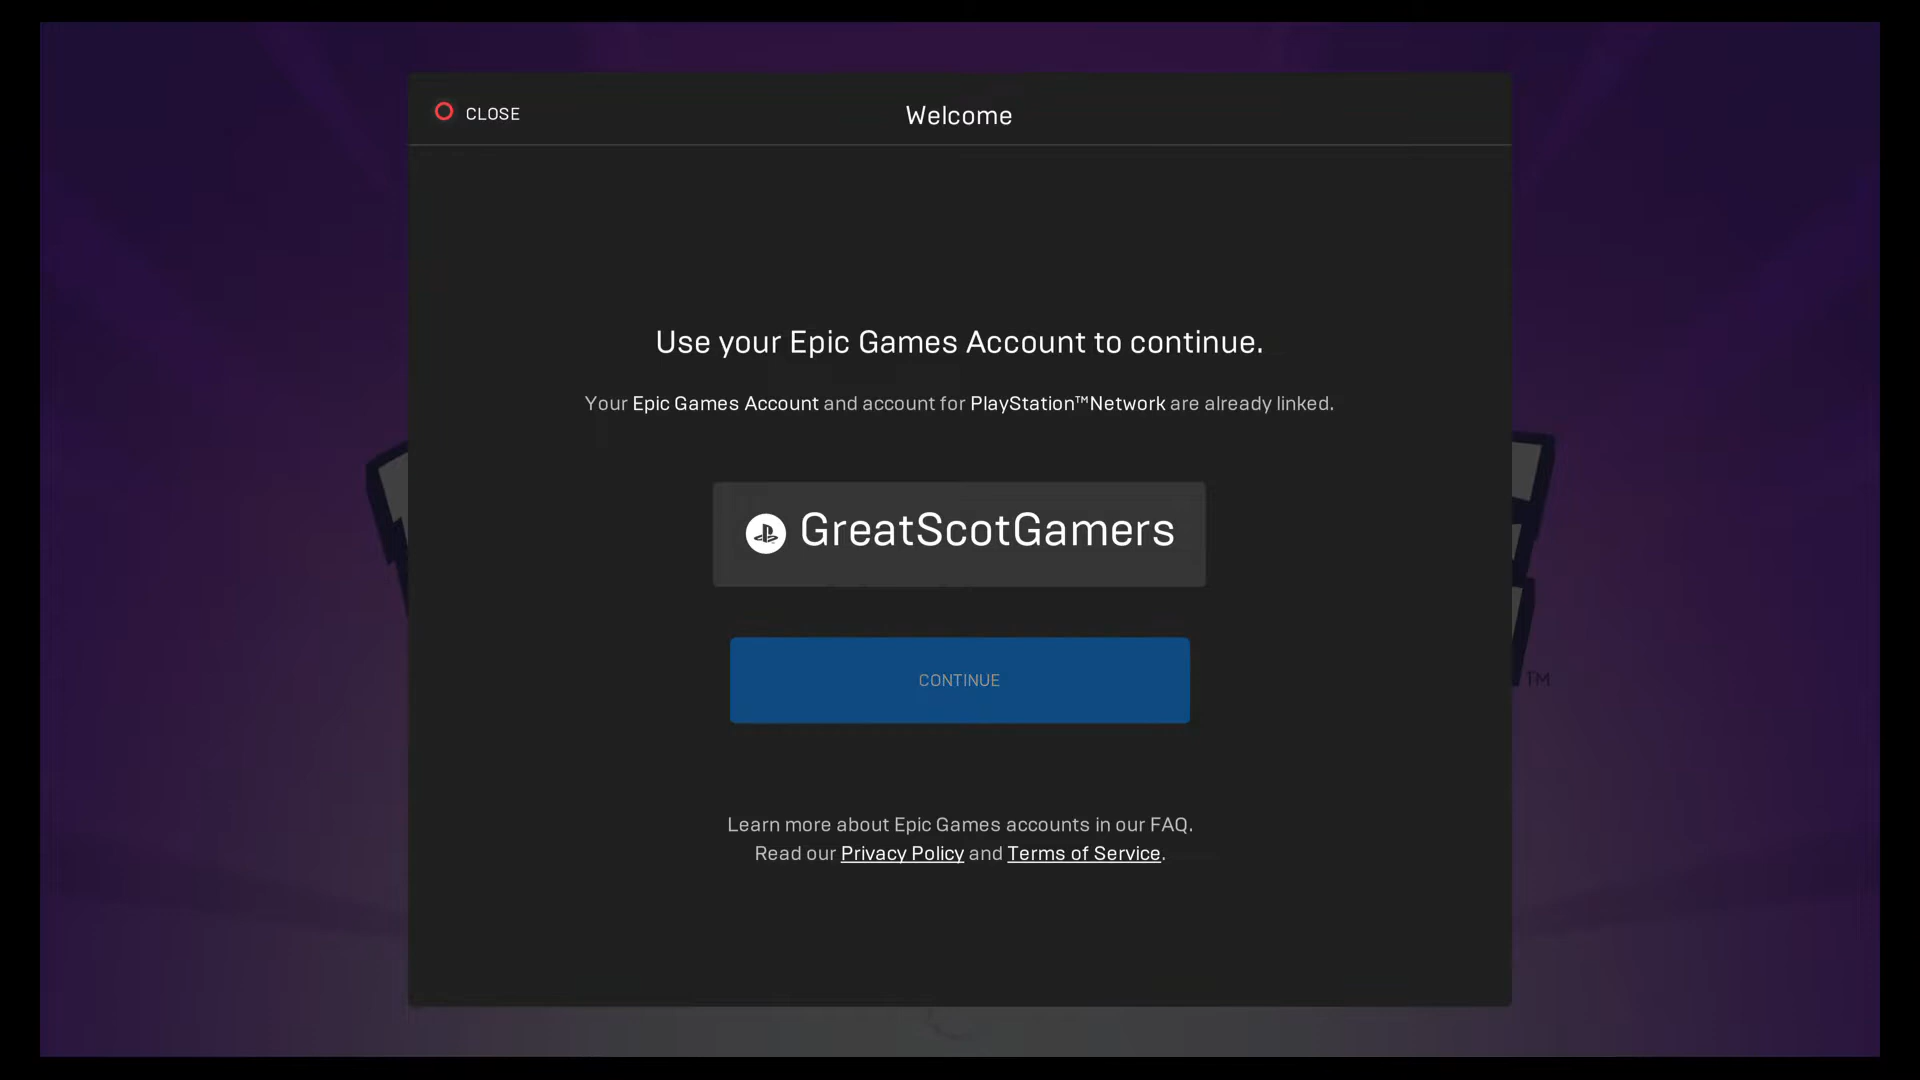 CLOSE
Welcome
Use your Epic Games Account to continue.
Your Epic Games Account and account for PlayStation™Network are already linked.
GreatScotGamers
CONTINUE
Learn more about Epic Games accounts in our FAQ.
Read our Privacy Policy and Terms of Service.
TM